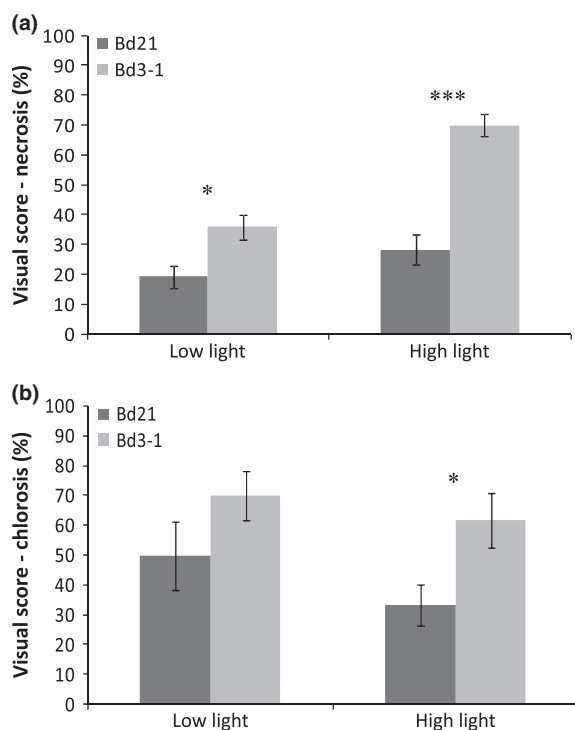 (a)
Visual score - necrosis (%)
100
90
80
70
60
50
40
30
20
10
0
Bd21
Bd3-1
*
***
Low light
High light
(b)
Visual score - chlorosis (%)
100
90
80
70
60
50
40
30
20
10
0
Bd21
Bd3-1
*
Low light
High light